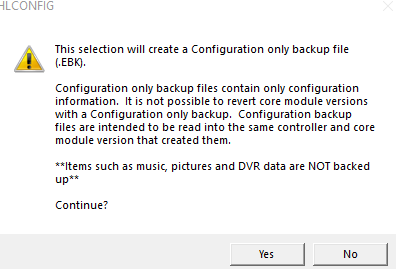 HLCONFIG
This selection will create a Configuration only backup file
(.EBK).
Configuration only backup files contain only configuration
information.  It is not possible to revert core module versions
with a Configuration only backup.  Configuration backup
files are intended to be read into the same controller and core
module version that created them.
**Items such as music, pictures and DVR data are NOT backed
up**
Continue?
Yes
No